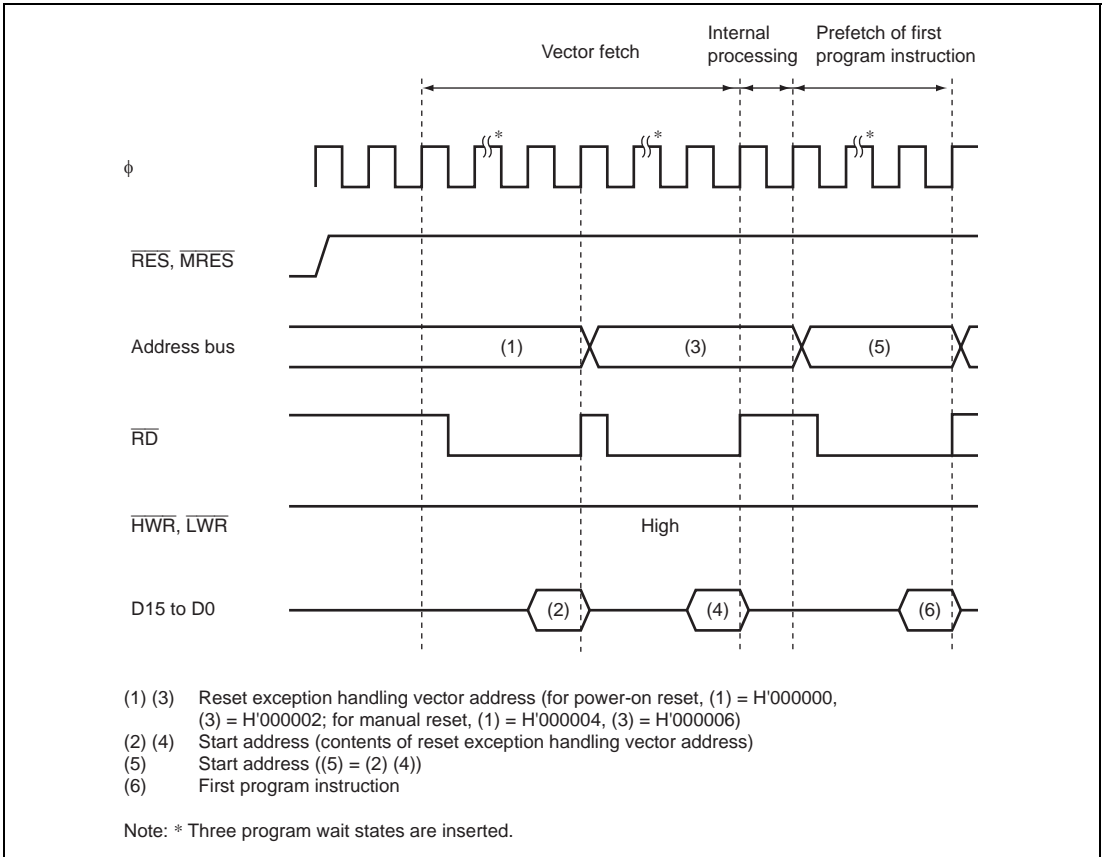 Vector fetch
Internal
processing
Prefetch of first
program instruction
ϕ
*
*
*
RES, MRES
Address bus
(1)
(3)
(5)
RD
HWR, LWR
High
D15 to D0
(2)
(4)
(6)
(1) (3) Reset exception handling vector address (for power-on reset, (1) = H'000000,
(3) = H'000002; for manual reset, (1) = H'000004, (3) = H'000006)
(2) (4) Start address (contents of reset exception handling vector address)
(5) Start address ((5) = (2) (4))
(6) First program instruction
Note: * Three program wait states are inserted.